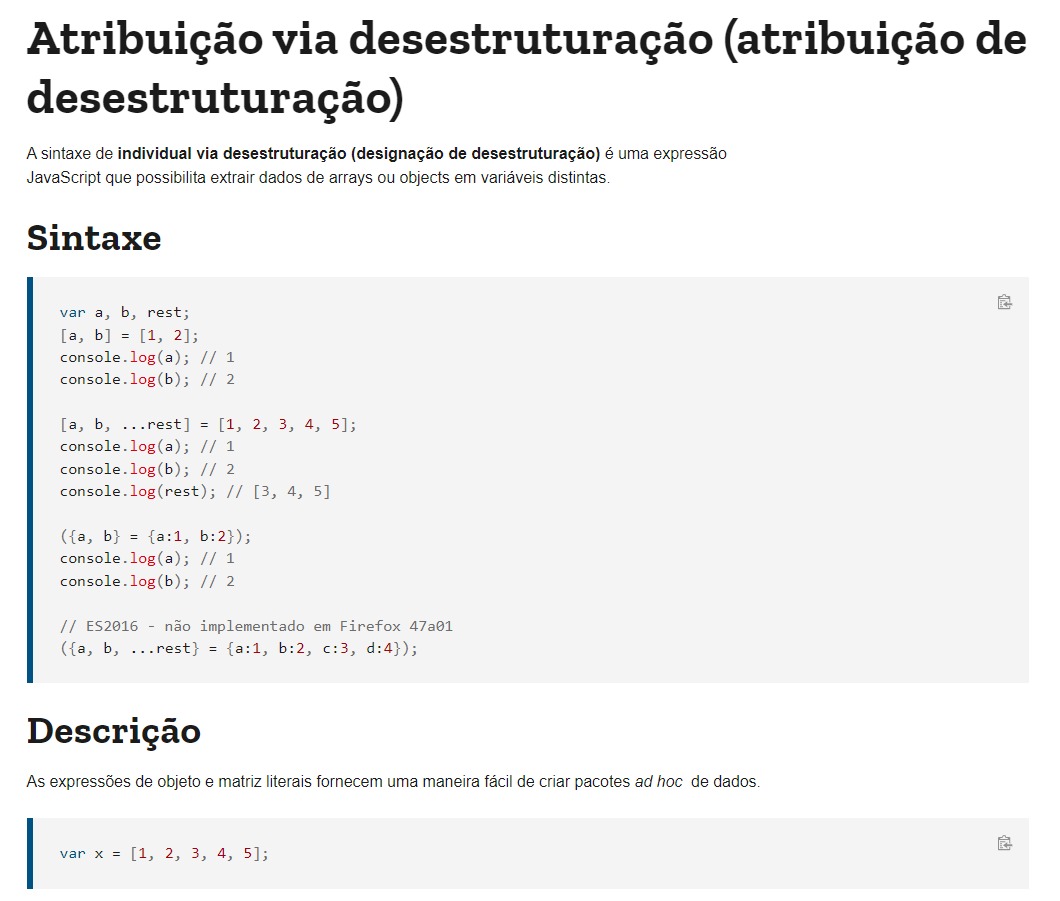 Atribuição via desestruturação (atribuição de
desestruturação)
A sintaxe de individual via desestruturação (designação de desestruturação) é uma expressão
JavaScript que possibilita extrair dados de arrays ou objects em variáveis distintas.
Sintaxe
var a, b, rest;
[a, b] = [1, 2];
console.log(a); // 1
console.log(b); // 2
[a, b, ...rest] = [1, 2, 3, 4, 5];
console.log(a); // 1
console.log(b); // 2
console.log(rest); // [3, 4, 5]
({a, b} = {a:1, b:2});
console.log(a); // 1
console.log(b); // 2
// ES2016 - não implementado em Firefox 47a01
({a, b, ...rest} = {a:1, b:2, c:3, d:4});
Descrição
As expressões de objeto e matriz literais fornecem uma maneira fácil de criar pacotes ad hoc de dados.
var x = [1, 2, 3, 4, 5];